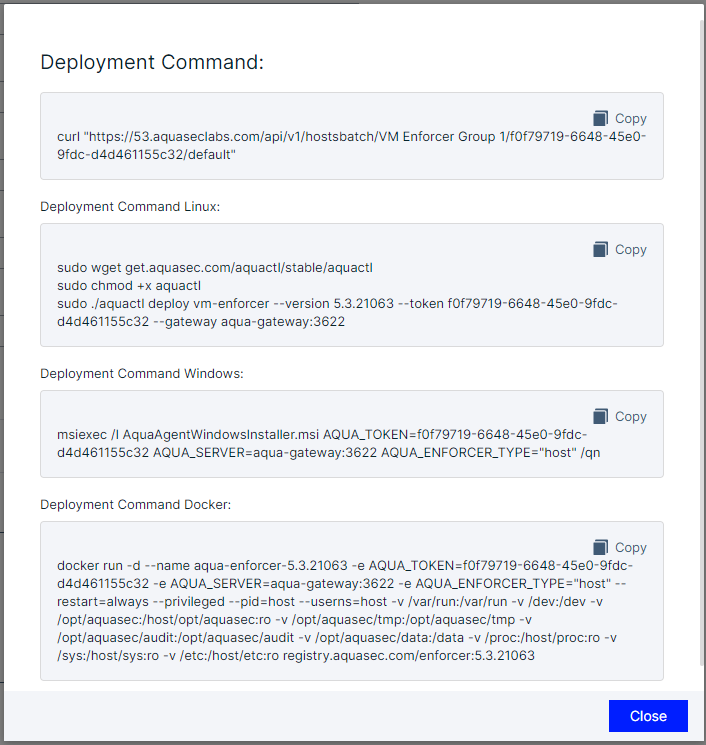 Deployment Command:
Copy
curl "https://53.aquaseclabs.com/api/v1/hostsbatch/VM Enforcer Group 1/f0f79719-6648-45e0-
9fdc-d4d461155c32/default"
Deployment Command Linux:
Copy
sudo wget get.aquasec.com/aquactl/stable/aquactl
sudo chmod +x aquactl
sudo ./aquactl deploy vm-enforcer --version 5.3.21063 --token f0f79719-6648-45e0-9fdc-
d4d461155c32 --gateway aqua-gateway:3622
Deployment Command Windows:
Copy
msiexec /I AquaAgentWindowsInstaller.msi AQUA_TOKEN=f0f79719-6648-45e0-9fdc-
d4d461155c32 AQUA_SERVER=aqua-gateway:3622 AQUA_ENFORCER_TYPE="host" /qn
Deployment Command Docker:
Copy
docker run -d --name aqua-enforcer-5.3.21063 -e AQUA_TOKEN=f0f79719-6648-45e0-9fdc-
d4d461155c32 -e AQUA_SERVER=aqua-gateway:3622 -e AQUA_ENFORCER_TYPE="host" --
restart=always --privileged --pid=host --userns=host -v /var/run:/var/run -v /dev:/dev -v
/opt/aquasec:/host/opt/aquasec:ro -v /opt/aquasec/tmp:/opt/aquasec/tmp -v
/opt/aquasec/audit:/opt/aquasec/audit -v /opt/aquasec/data:/data -v /proc:/host/proc:ro -v
/sys:/host/sys:ro -v /etc:/host/etc:ro registry.aquasec.com/enforcer:5.3.21063
Close